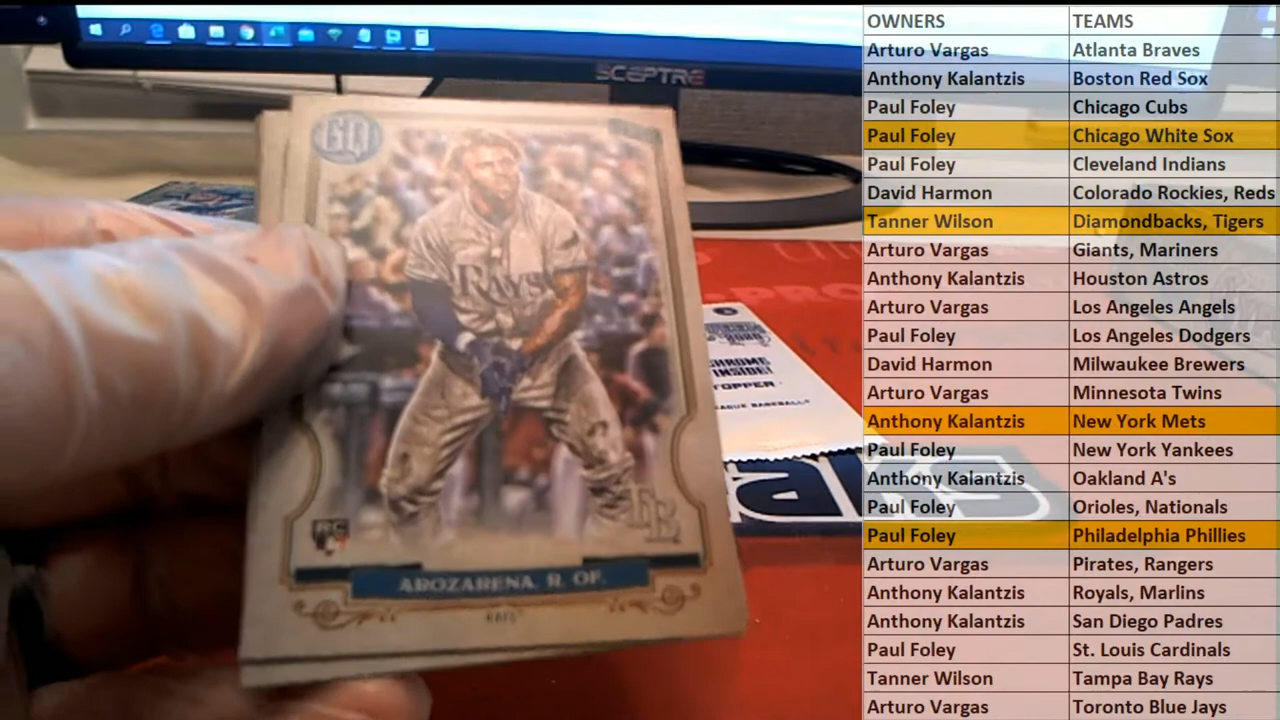 SCEPTRE
GQ
RAYS
TB
RC
AROZARENA, R. OF.
RAYS
CHROME
INSIDE!
TOPPER
OWNERS TEAMS
Arturo Vargas Atlanta Braves
Anthony Kalantzis Boston Red Sox
Paul Foley Chicago Cubs
Paul Foley Chicago White Sox
Paul Foley Cleveland Indians
David Harmon Colorado Rockies, Reds
Tanner Wilson Diamondbacks, Tigers
Arturo Vargas Giants, Mariners
Anthony Kalantzis Houston Astros
Arturo Vargas Los Angeles Angels
Paul Foley Los Angeles Dodgers
David Harmon Milwaukee Brewers
Arturo Vargas Minnesota Twins
Anthony Kalantzis New York Mets
Paul Foley New York Yankees
Anthony Kalantzis Oakland A's
Paul Foley Orioles, Nationals
Paul Foley Philadelphia Phillies
Arturo Vargas Pirates, Rangers
Anthony Kalantzis Royals, Marlins
Anthony Kalantzis San Diego Padres
Paul Foley St. Louis Cardinals
Tanner Wilson Tampa Bay Rays
Arturo Vargas Toronto Blue Jays